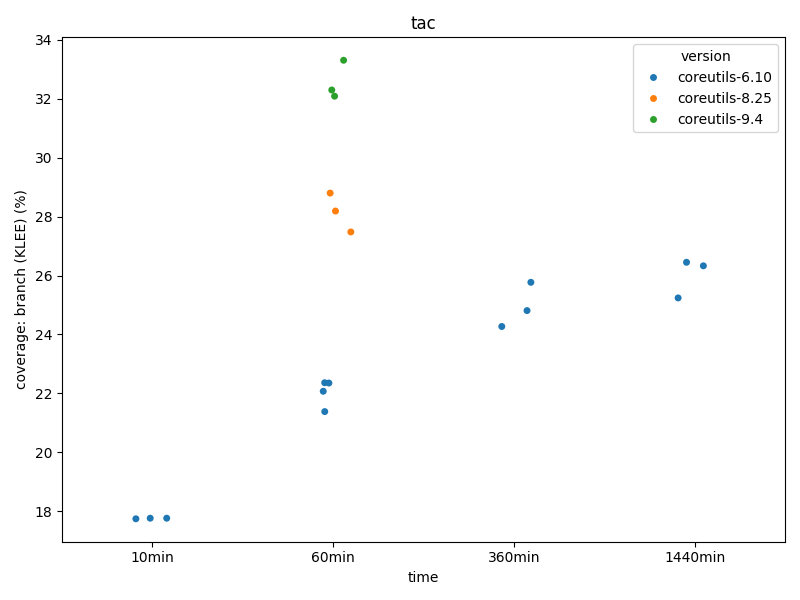 tac
34
32
30
28
26
24
22
20
18
coverage: branch (KLEE) (%)
version
coreutils-6.10
coreutils-8.25
coreutils-9.4
10min
60min
360min
1440min
time